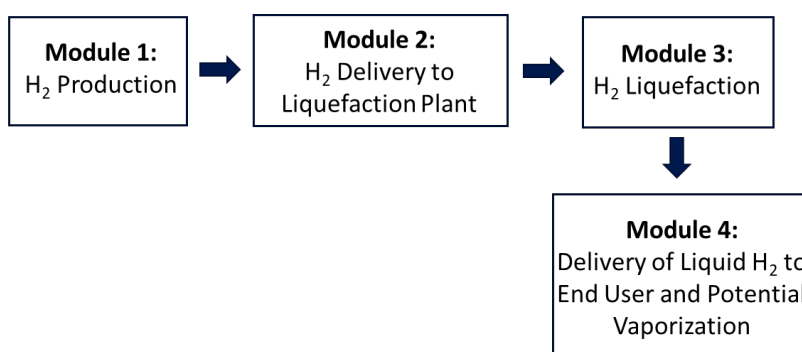 Module 1:
H₂ Production
Module 2:
H₂ Delivery to
Liquefaction Plant
Module 3:
H₂ Liquefaction
Module 4:
Delivery of Liquid H₂ to
End User and Potential
Vaporization